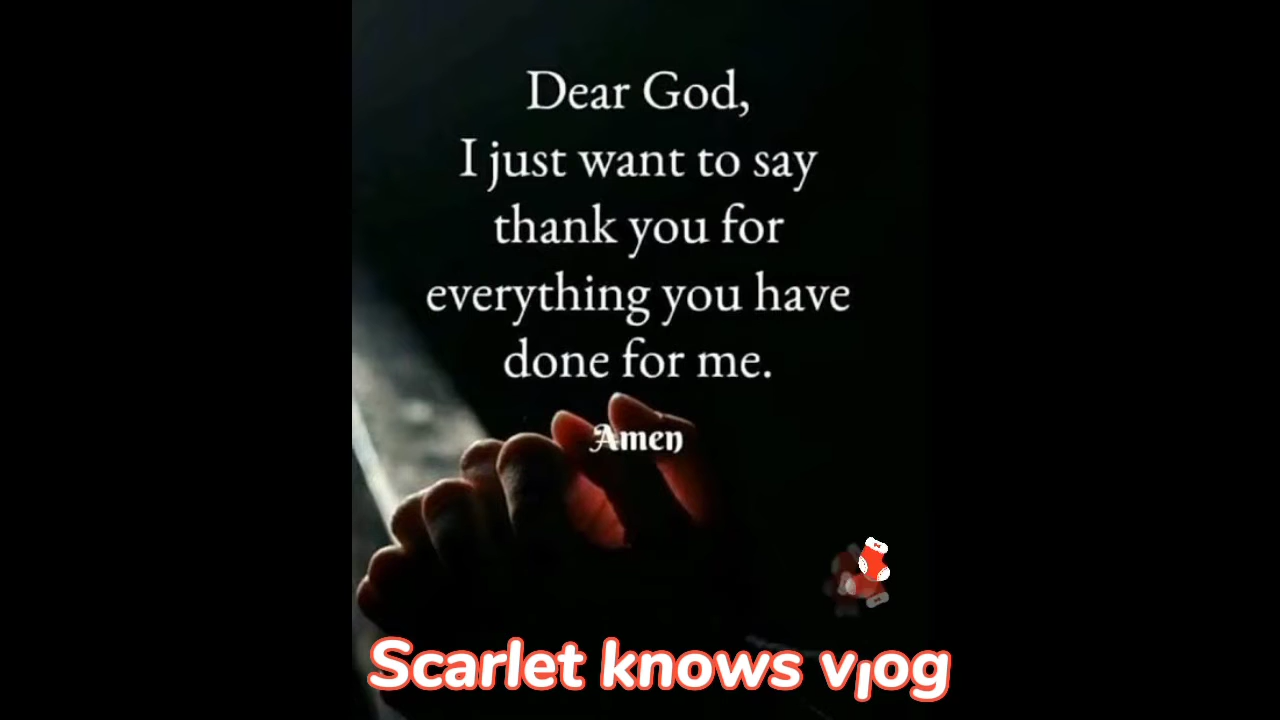 Dear God,
I just want to say
thank you for
everything you have
done for me.
Amen
Scarlet knows vlog